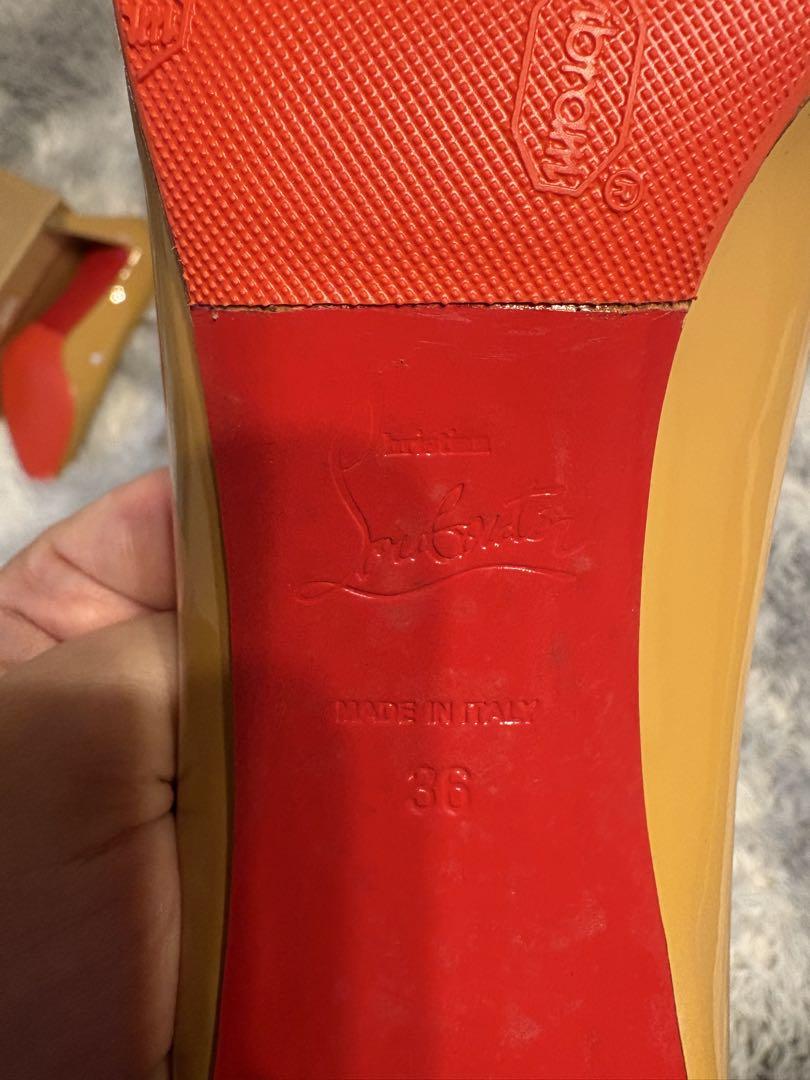 vibram
®
Christian
Louboutin
MADE IN ITALY
36